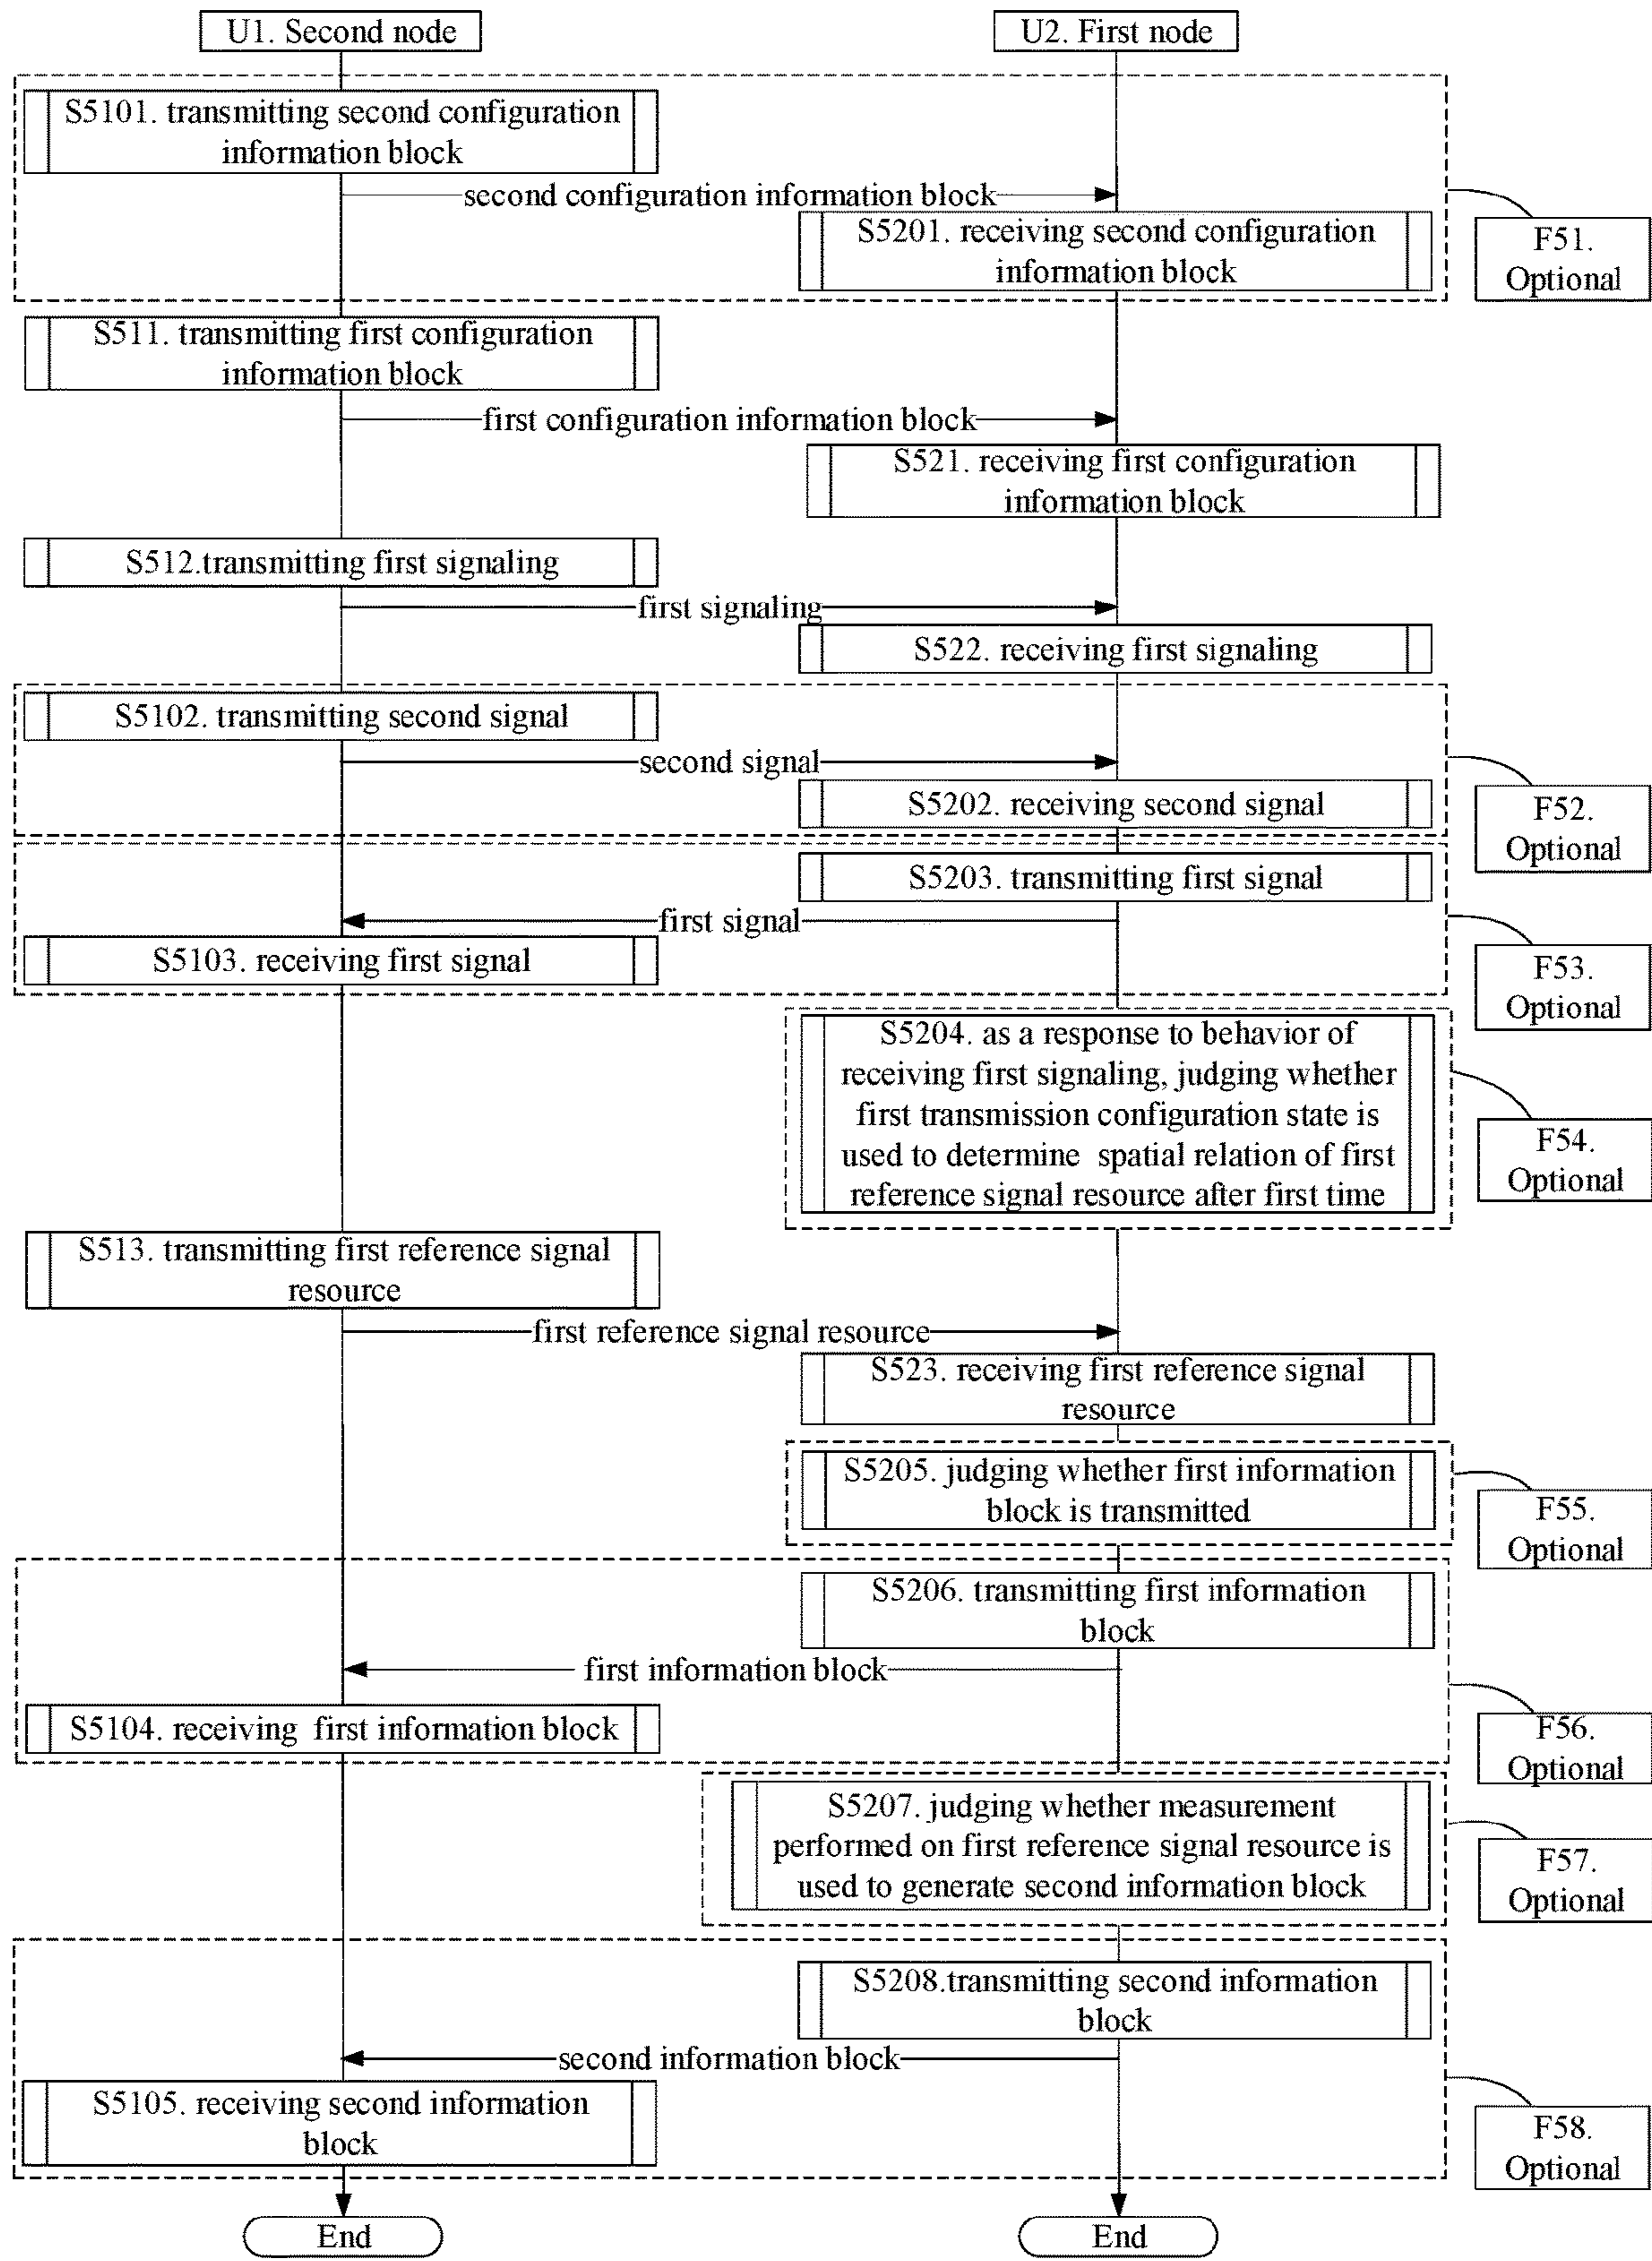 U1. Second node
U2. First node
S5101. transmitting second configuration
information block
second configuration information block
S5201. receiving second configuration
information block
F51.
Optional
S511. transmitting first configuration
information block
first configuration information block
S521. receiving first configuration
information block
S512.transmitting first signaling
first signaling
S522. receiving first signaling
S5102. transmitting second signal
second signal
S5202. receiving second signal
F52.
Optional
S5203. transmitting first signal
first signal
S5103. receiving first signal
F53.
Optional
S5204. as a response to behavior of
receiving first signaling, judging whether
first transmission configuration state is
used to determine spatial relation of first
reference signal resource after first time
F54.
Optional
S513. transmitting first reference signal
resource
first reference signal resource
S523. receiving first reference signal
resource
S5205. judging whether first information
block is transmitted
F55.
Optional
S5206. transmitting first information
block
first information block
S5104. receiving first information block
F56.
Optional
S5207. judging whether measurement
performed on first reference signal resource is
used to generate second information block
F57.
Optional
S5208.transmitting second information
block
second information block
S5105. receiving second information
block
F58.
Optional
End
End